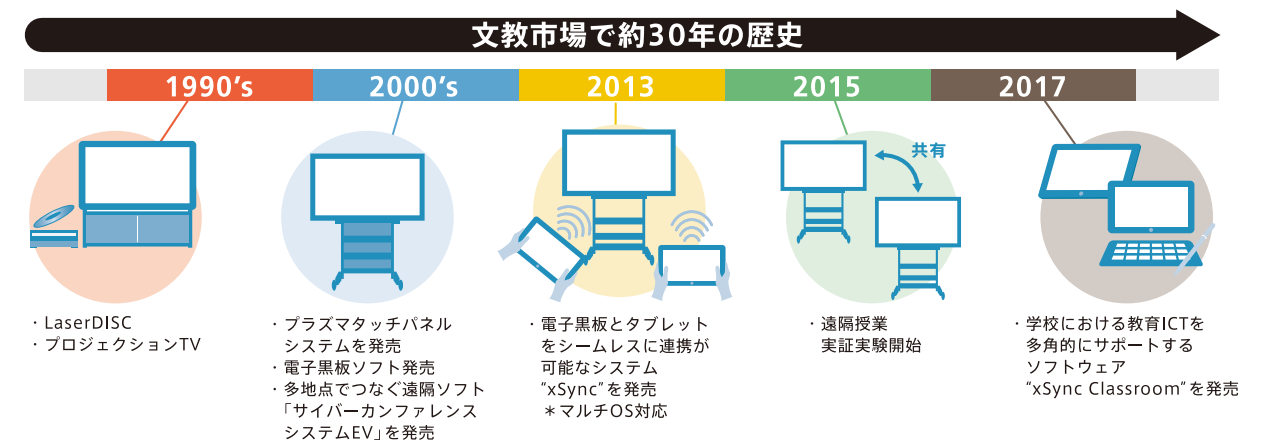 文教市場で約30年の歴史
1990's
2000's
2013
2015
2017
共有
・LaserDISC
・プロジェクションTV
・プラズマタッチパネル
システムを発売
・電子黒板ソフト発売
・多地点でつなぐ遠隔ソフト
「サイバーカンファレンス
システムEV」を発売
・電子黒板とタブレット
をシームレスに連携が
可能なシステム
“xSync”を発売
＊マルチOS対応
・遠隔授業
実証実験開始
・学校における教育ICTを
多角的にサポートする
ソフトウェア
“xSync Classroom”を発売